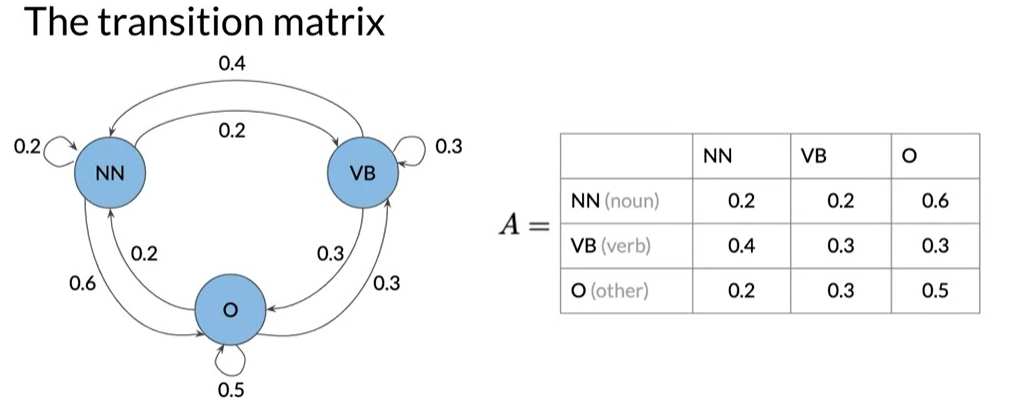 The transition matrix
0.4
0.2
0.2
0.3
NN
VB
0.2
0.3
0.6
0.3
O
0.5
A =
NN VB O
NN (noun) 0.2 0.2 0.6
VB (verb) 0.4 0.3 0.3
O (other) 0.2 0.3 0.5